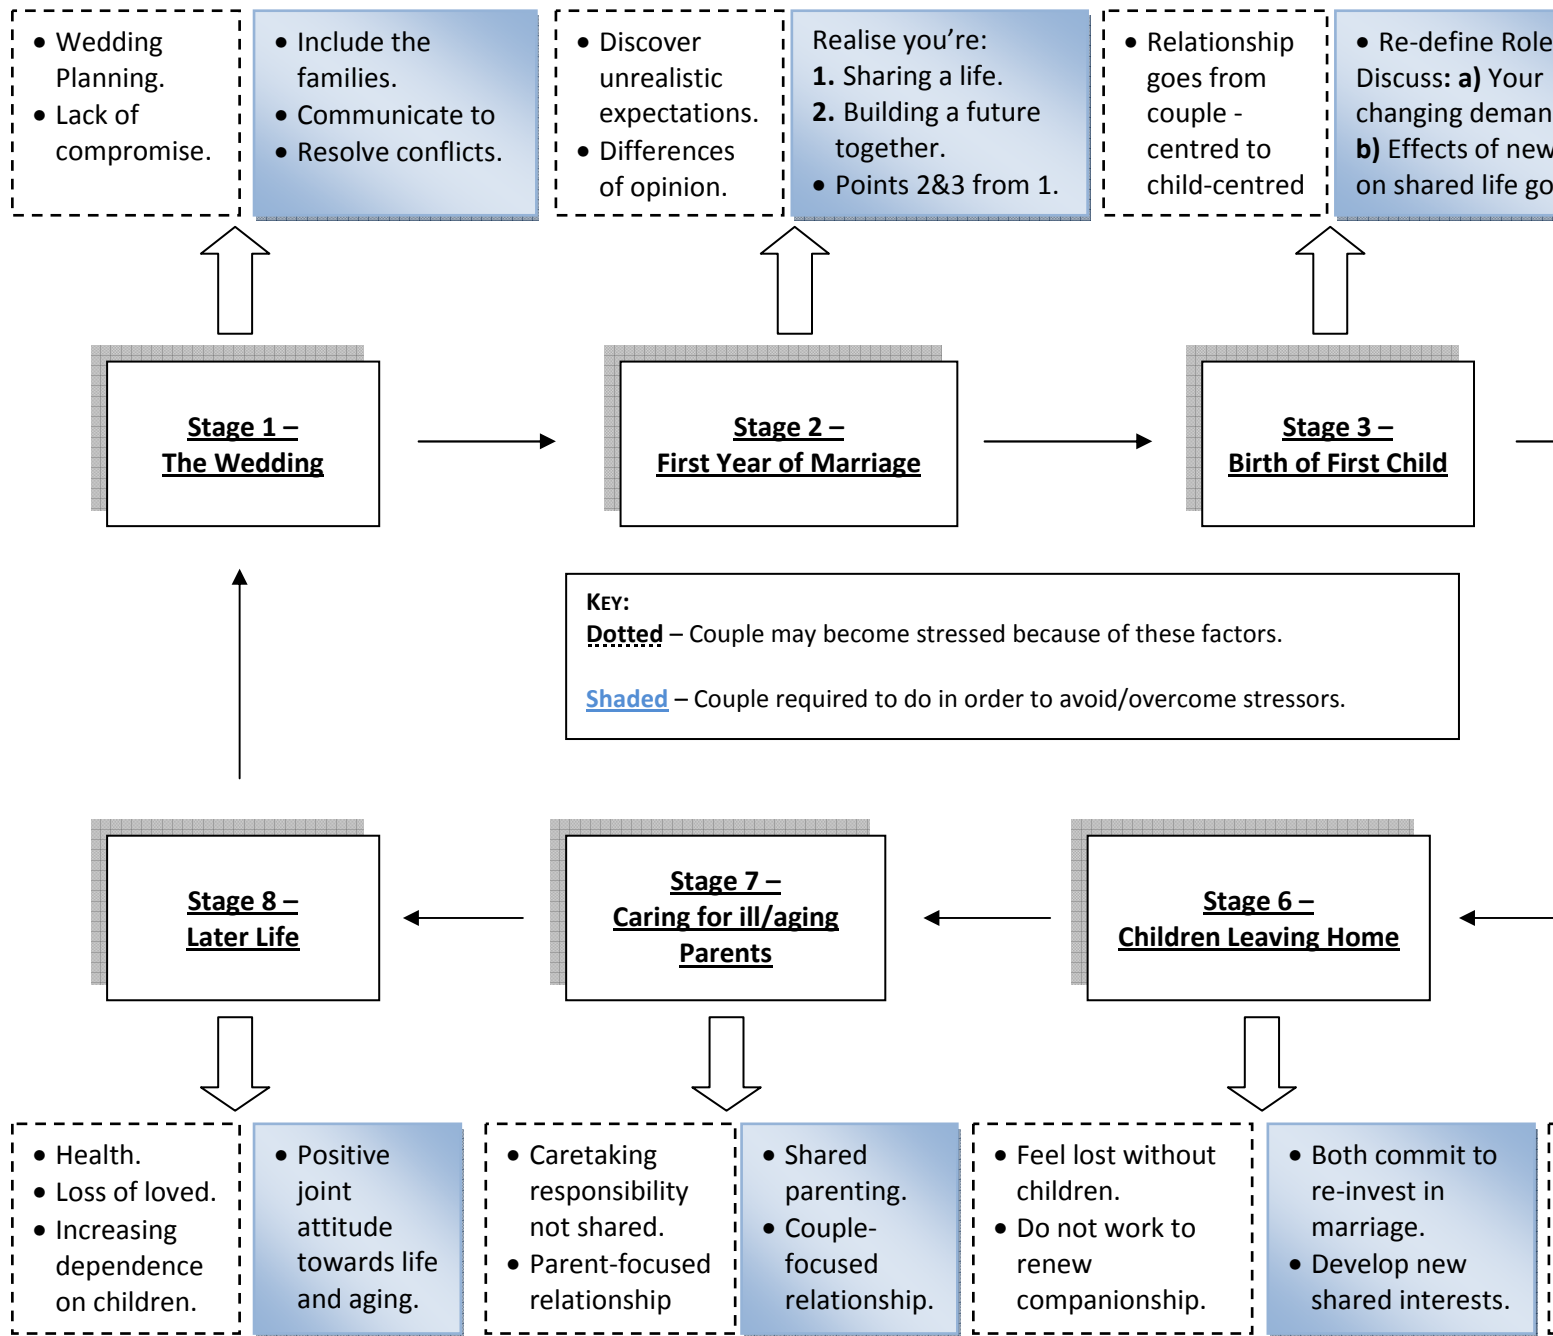 • Wedding
Planning.
• Lack of
compromise.
• Include the
families.
• Communicate to
• Resolve conflicts.
• Discover
unrealistic
expectations.
• Differences
of opinion.
Realise you’re:
1. Sharing a life.
2. Building a future
together.
• Points 2&3 from 1.
• Relationship
goes from
couple -
centred to
child-centred
• Re-define Role
Discuss: a) Your
changing deman
b) Effects of new
on shared life go
Stage 1 –
The Wedding
Stage 2 –
First Year of Marriage
Stage 3 –
Birth of First Child
KEY:
Dotted – Couple may become stressed because of these factors.
Shaded – Couple required to do in order to avoid/overcome stressors.
Stage 8 –
Later Life
Stage 7 –
Caring for ill/aging
Parents
Stage 6 –
Children Leaving Home
• Health.
• Loss of loved.
• Increasing
dependence
on children.
• Positive
joint
attitude
towards life
and aging.
• Caretaking
responsibility
not shared.
• Parent-focused
relationship
• Shared
parenting.
• Couple-
focused
relationship.
• Feel lost without
children.
• Do not work to
renew
companionship.
• Both commit to
re-invest in
marriage.
• Develop new
shared interests.